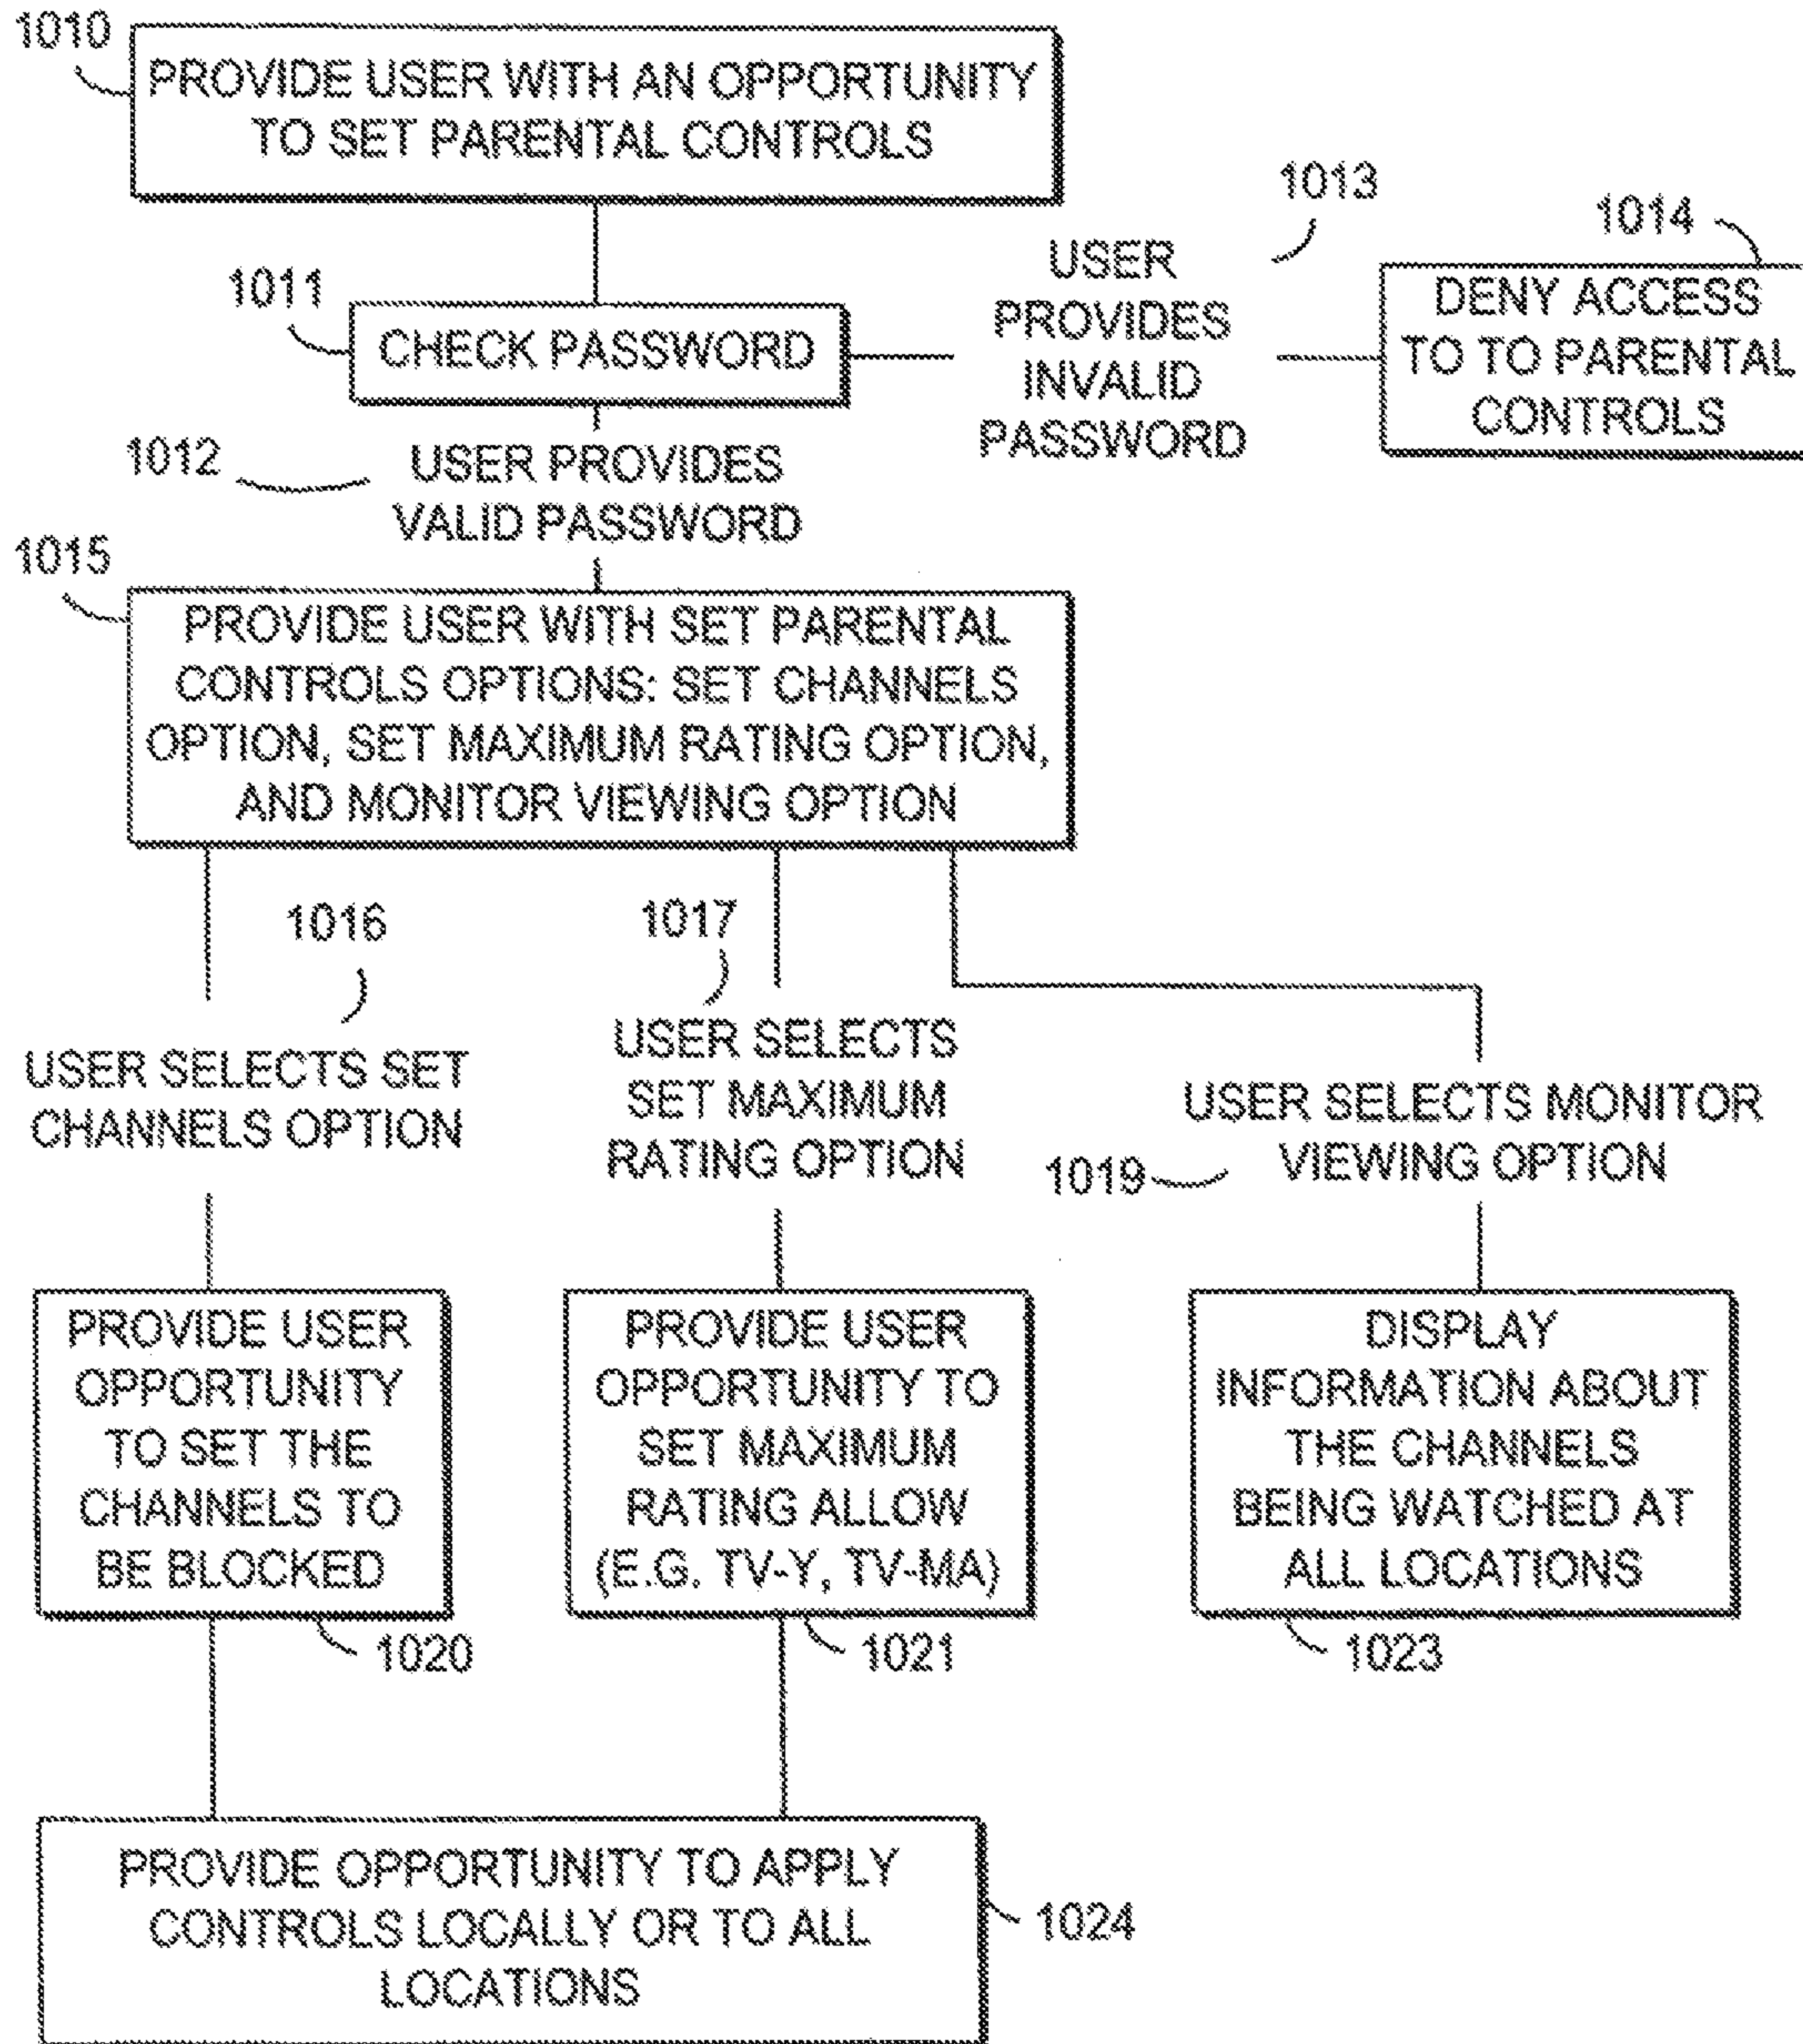 1010
PROVIDE USER WITH AN OPPORTUNITY
TO SET PARENTAL CONTROLS
1011
CHECK PASSWORD
1013
USER
PROVIDES
INVALID
PASSWORD
1014
DENY ACCESS
TO TO PARENTAL
CONTROLS
1012
USER PROVIDES
VALID PASSWORD
1015
PROVIDE USER WITH SET PARENTAL
CONTROLS OPTIONS: SET CHANNELS
OPTION, SET MAXIMUM RATING OPTION,
AND MONITOR VIEWING OPTION
1016
USER SELECTS SET
CHANNELS OPTION
1017
USER SELECTS
SET MAXIMUM
RATING OPTION
USER SELECTS MONITOR
VIEWING OPTION
1019
PROVIDE USER
OPPORTUNITY
TO SET THE
CHANNELS TO
BE BLOCKED
1020
PROVIDE USER
OPPORTUNITY TO
SET MAXIMUM
RATING ALLOW
(E.G. TV-Y, TV-MA)
1021
DISPLAY
INFORMATION ABOUT
THE CHANNELS
BEING WATCHED AT
ALL LOCATIONS
1023
PROVIDE OPPORTUNITY TO APPLY
CONTROLS LOCALLY OR TO ALL
LOCATIONS
1024